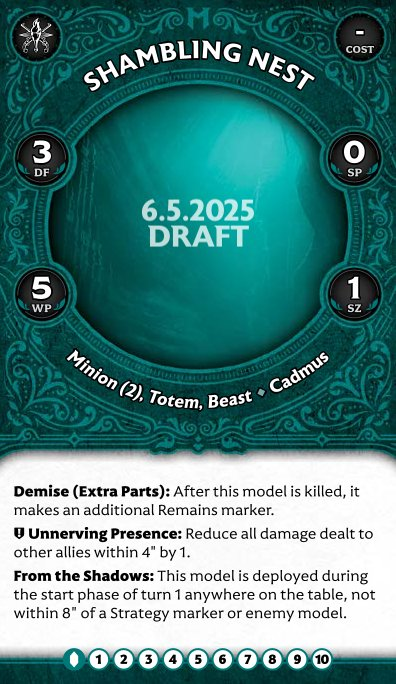 -
COST
SHAMBLING NEST
3
DF
0
SP
6.5.2025
DRAFT
5
WP
1
SZ
Minion (2), Totem, Beast ⬥ Cadmus
Demise (Extra Parts): After this model is killed, it
makes an additional Remains marker.
Unnerving Presence: Reduce all damage dealt to
other allies within 4" by 1.
From the Shadows: This model is deployed during
the start phase of turn 1 anywhere on the table, not
within 8" of a Strategy marker or enemy model.
1 2 3 4 5 6 7 8 9 10